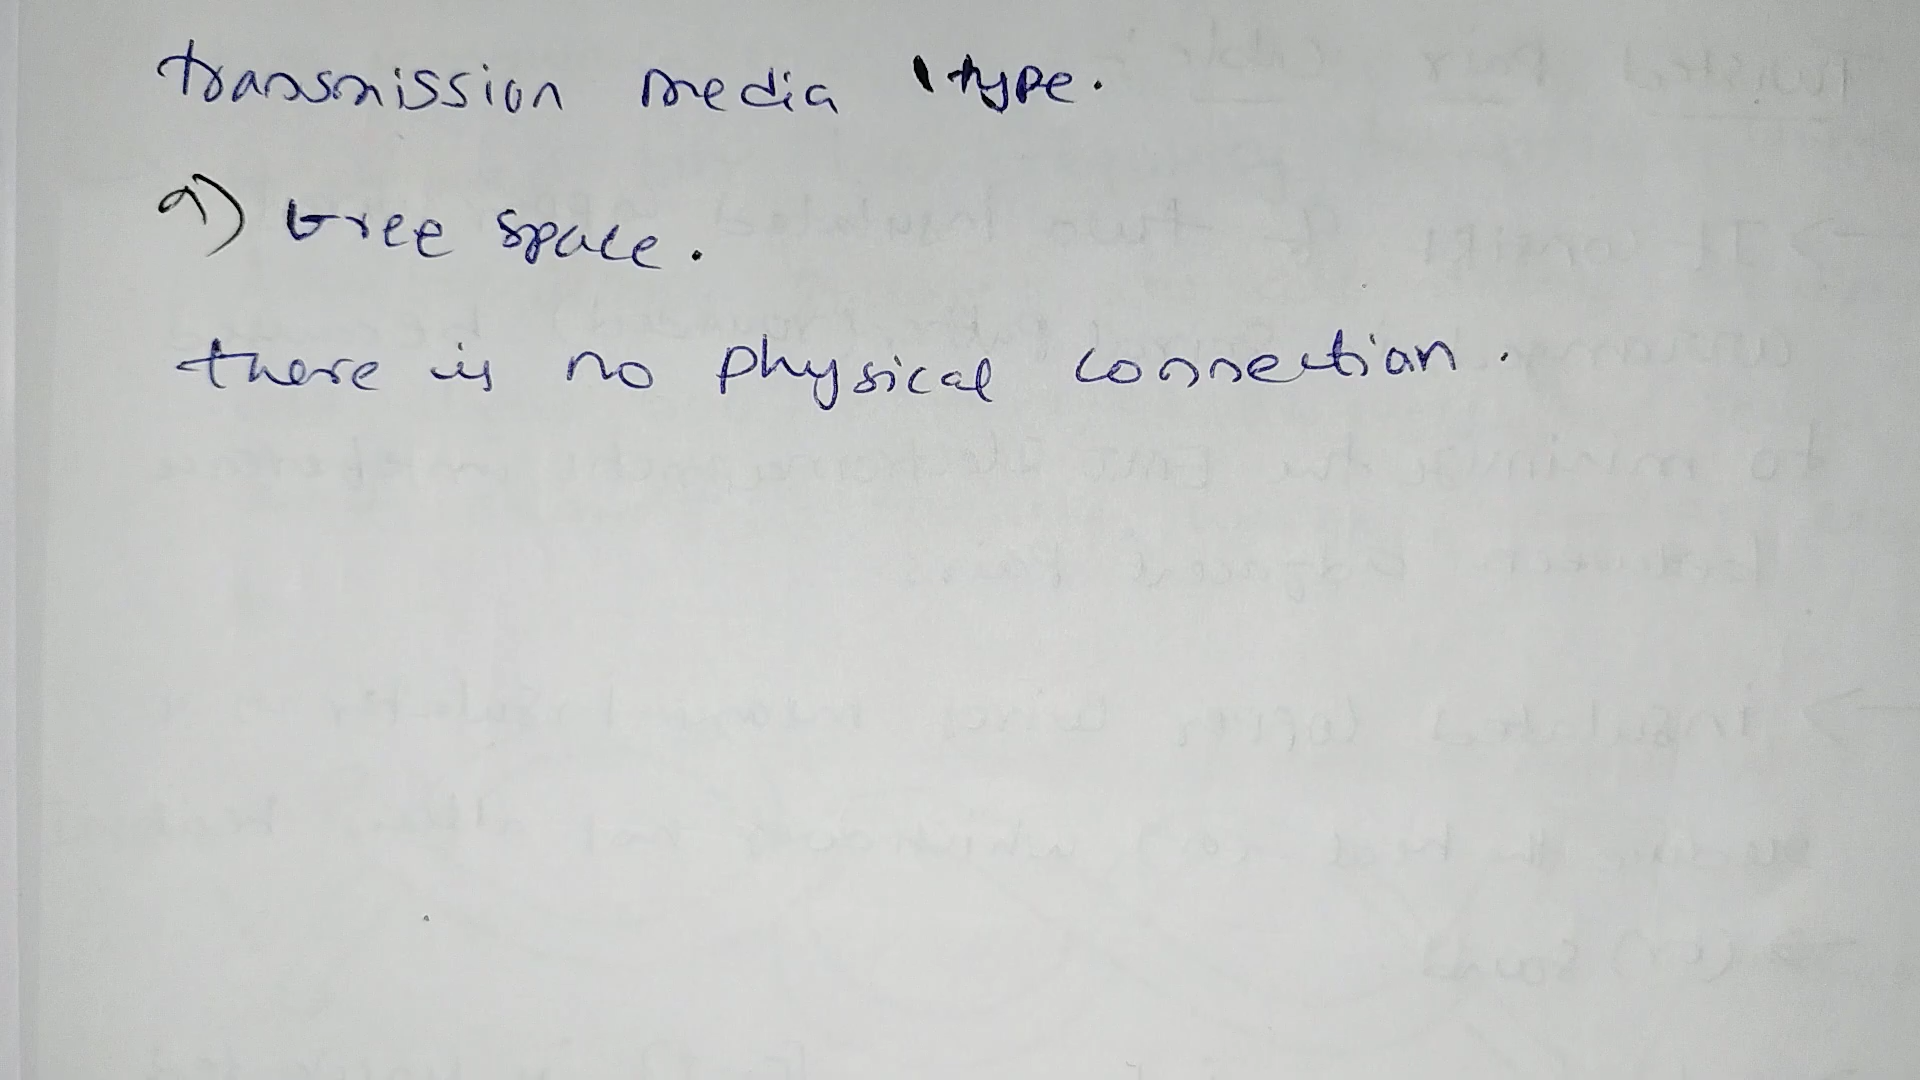 transmission media type.
a) free space.
there is no physical connection.